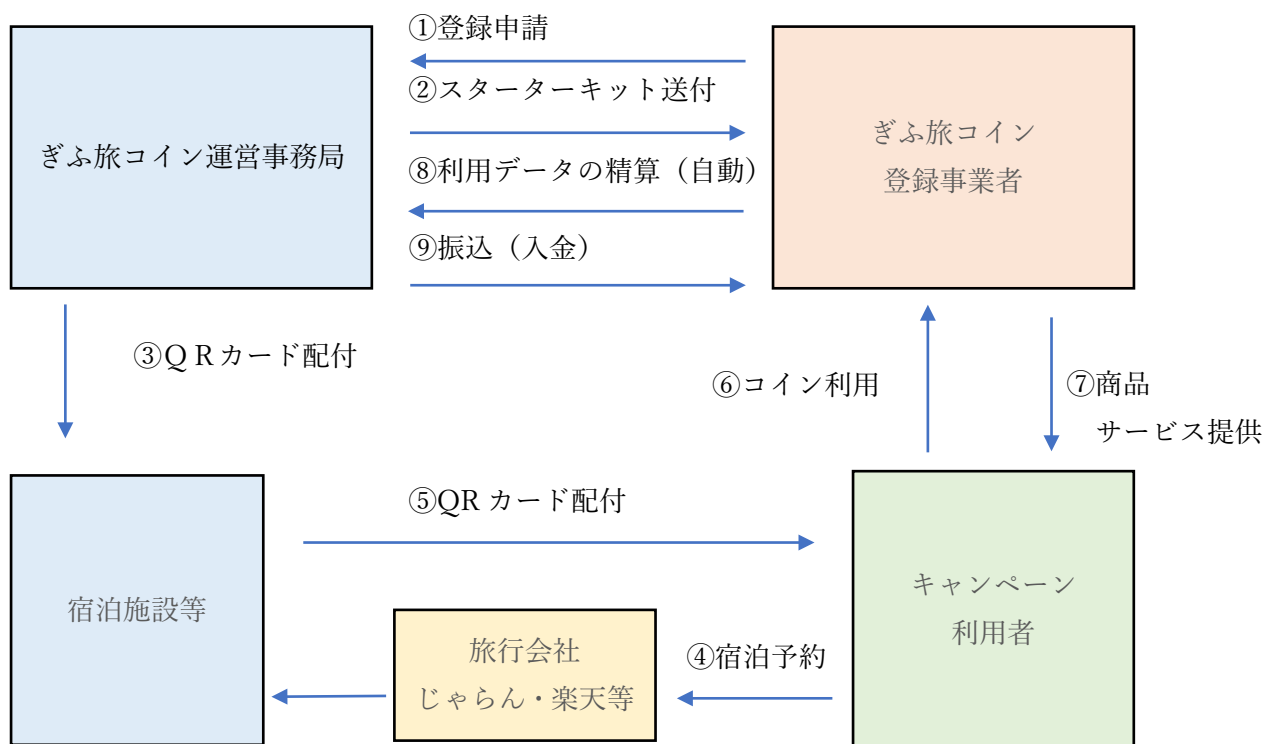 ①登録申請
②スターターキット送付
ぎふ旅コイン運営事務局
ぎふ旅コイン
登録事業者
⑧利用データの精算（自動）
⑨振込（入金）
③ＱＲカード配付
⑥コイン利用
⑦商品
サービス提供
⑤QR カード配付
宿泊施設等
キャンペーン
利用者
旅行会社
じゃらん・楽天等
④宿泊予約